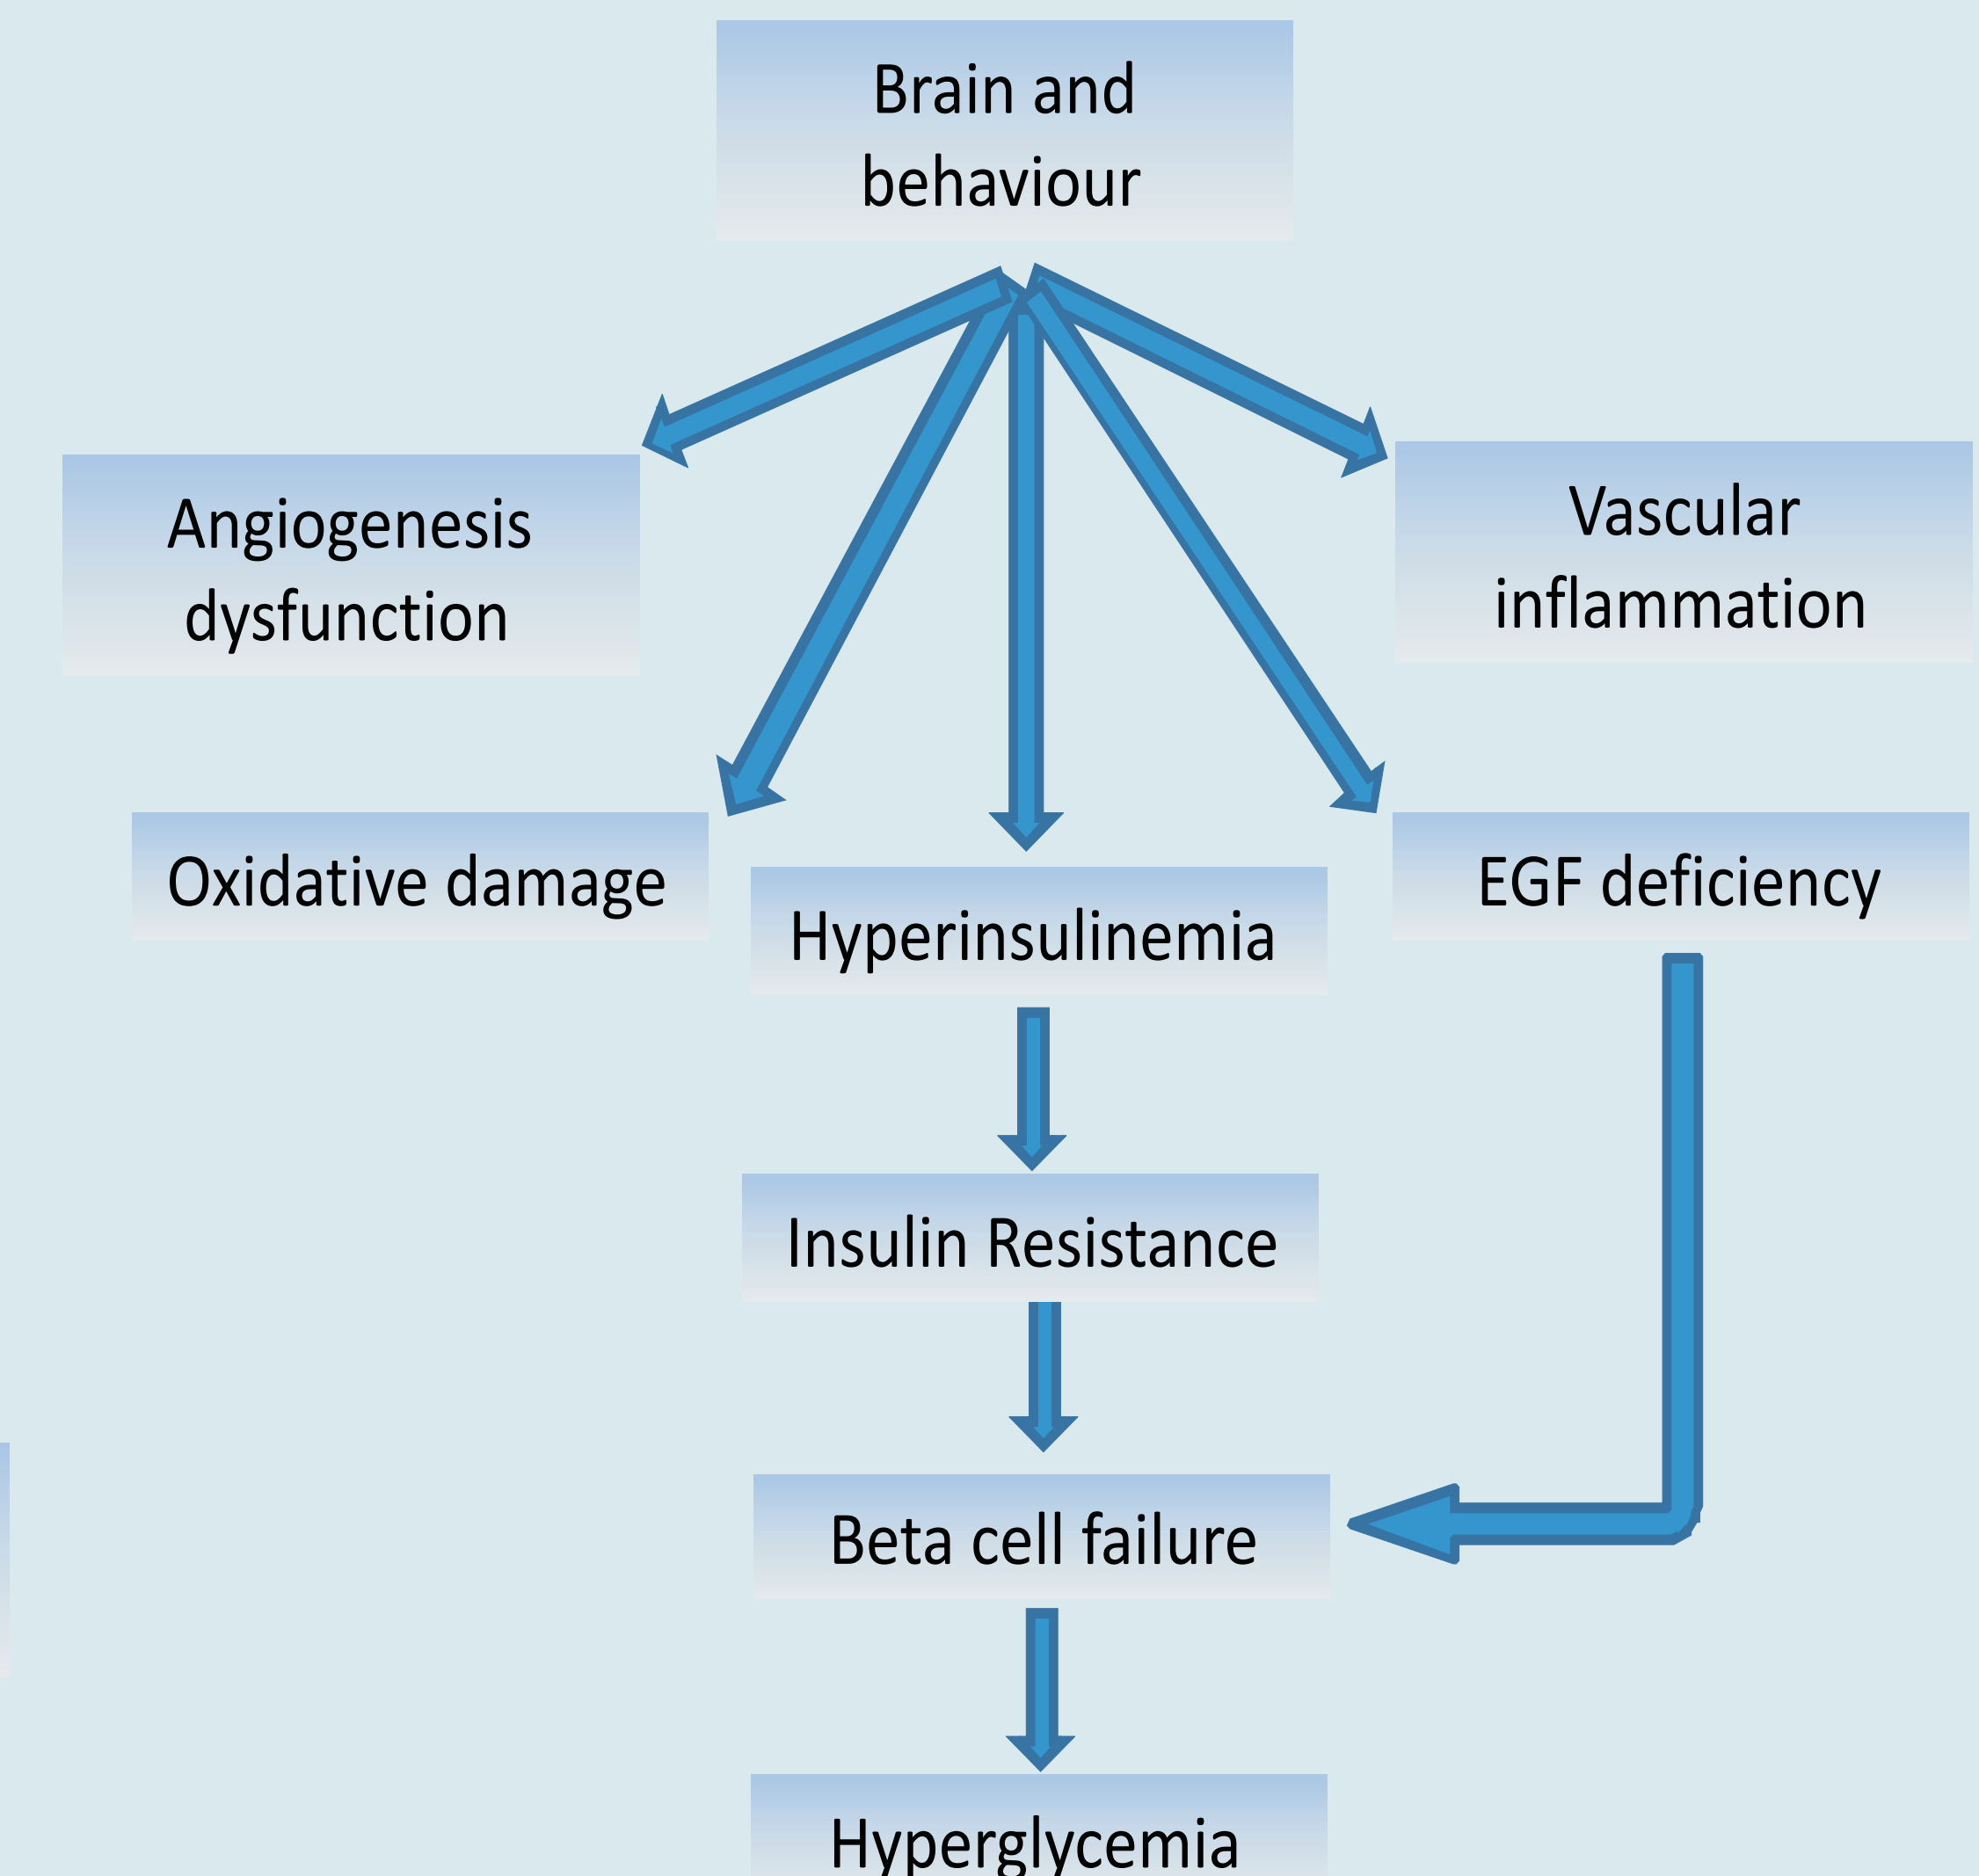 Brain and
behaviour
Angiogenesis
dysfunction
Vascular
inflammation
Oxidative damage
Hyperinsulinemia
EGF deficiency
Insulin Resistance
Beta cell failure
Hyperglycemia